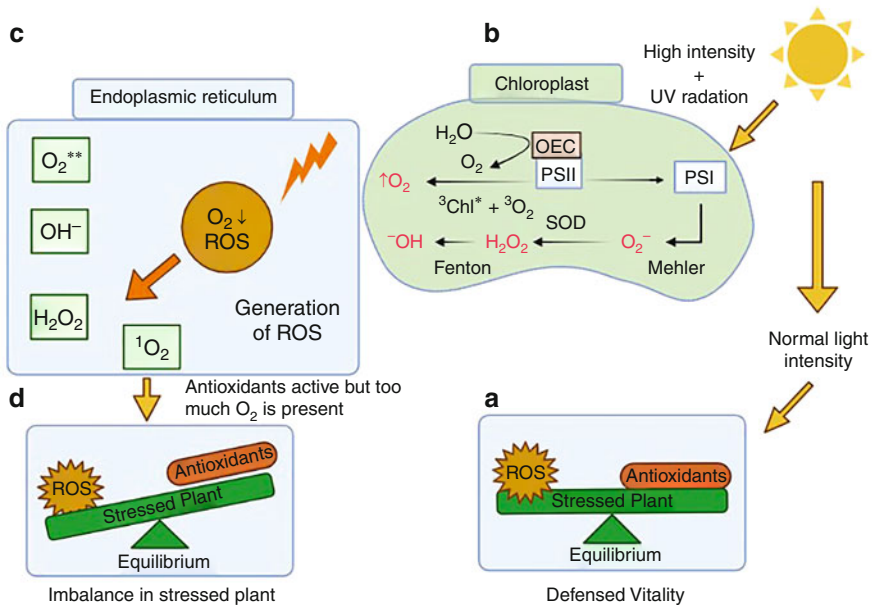 c
Endoplasmic reticulum
O₂**
OH⁻
H₂O₂
¹O₂
O₂ ↓
ROS
Generation
of ROS
b
Chloroplast
High intensity
+
UV radation
H₂O
O₂
OEC
PSII
PSI
↑O₂
³Chl* + ³O₂
SOD
⁻OH
H₂O₂
O₂⁻
Fenton
Mehler
Normal light
intensity
d
Antioxidants active but too
much O₂ is present
ROS
Antioxidants
Stressed Plant
Equilibrium
Imbalance in stressed plant
a
ROS
Antioxidants
Stressed Plant
Equilibrium
Defensed Vitality